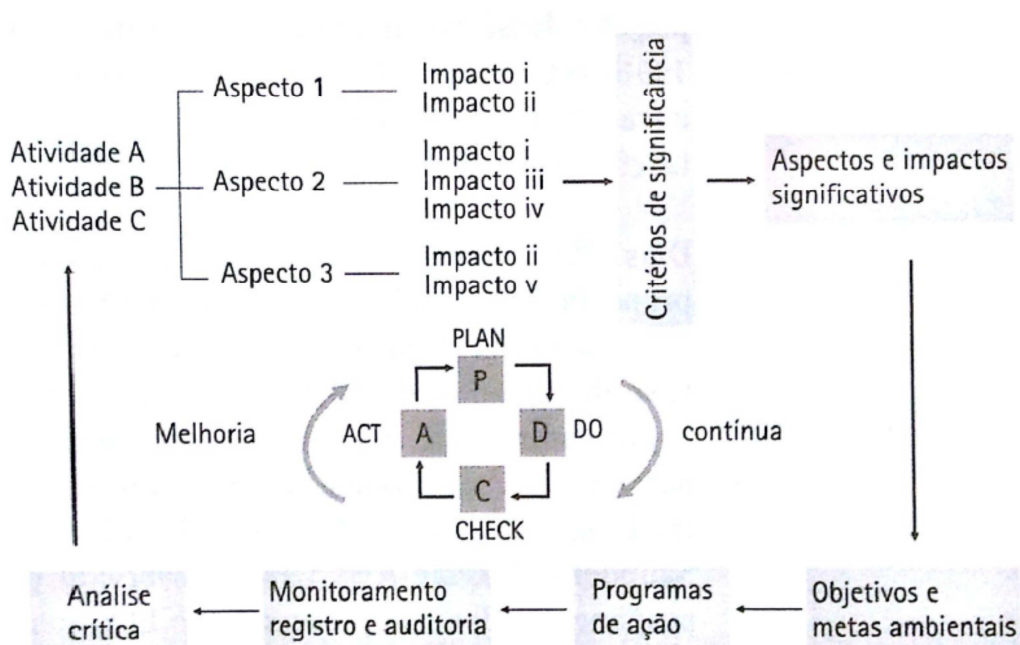 Atividade A
Atividade B
Atividade C
Aspecto 1
Impacto i
Impacto ii
Aspecto 2
Impacto i
Impacto iii
Impacto iv
Aspecto 3
Impacto ii
Impacto v
Critérios de significância
Aspectos e impactos
significativos
PLAN
P
Melhoria
ACT
A
D
DO
contínua
C
CHECK
Análise
crítica
Monitoramento
registro e auditoria
Programas
de ação
Objetivos e
metas ambientais